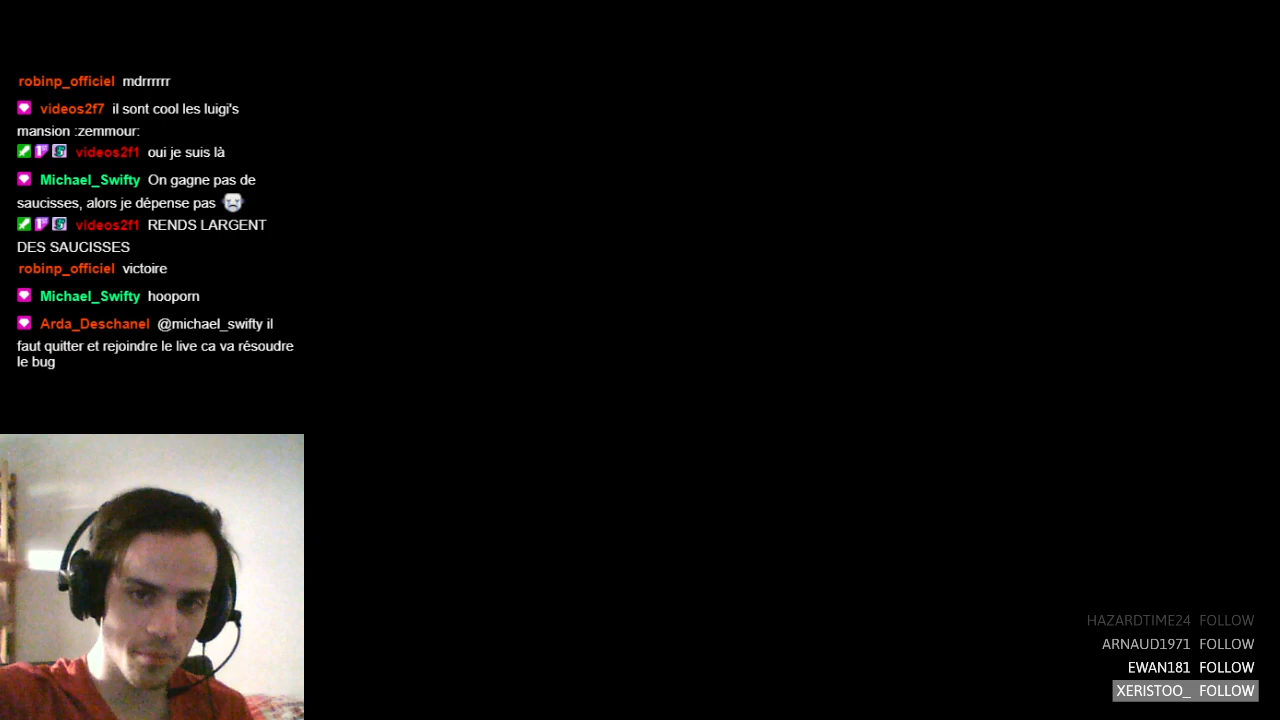 robinp_officiel mdrrrrrr
videos2f7 il sont cool les luigi's
mansion :zemmour:
videos2f1 oui je suis là
Michael_Swifty On gagne pas de
saucisses, alors je dépense pas
videos2f1 RENDS LARGENT
DES SAUCISSES
robinp_officiel victoire
Michael_Swifty hooporn
Arda_Deschanel @michael_swifty il
faut quitter et rejoindre le live ca va résoudre
le bug
HAZARDTIME24 FOLLOW
ARNAUD1971 FOLLOW
EWAN181 FOLLOW
XERISTOO_ FOLLOW